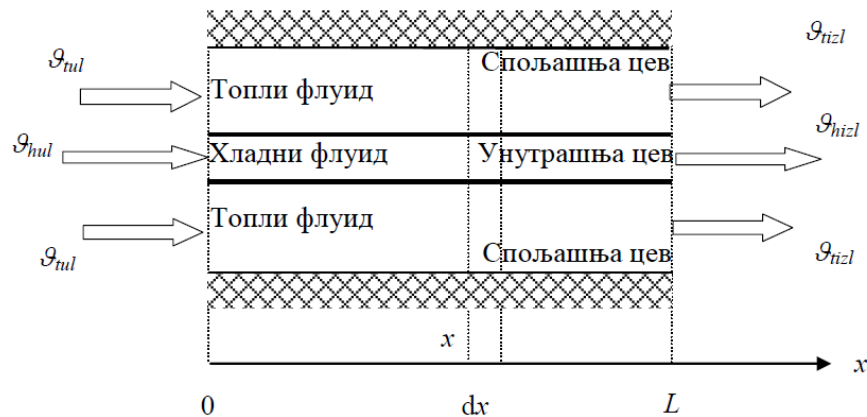 ϑtizl
ϑtul
Спољашња цев
Топли флуид
ϑhizl
ϑhul
Хладни флуид
Унутрашња цев
Топли флуид
ϑtul
Спољашња цев
ϑtizl
x
x
0
dx
L